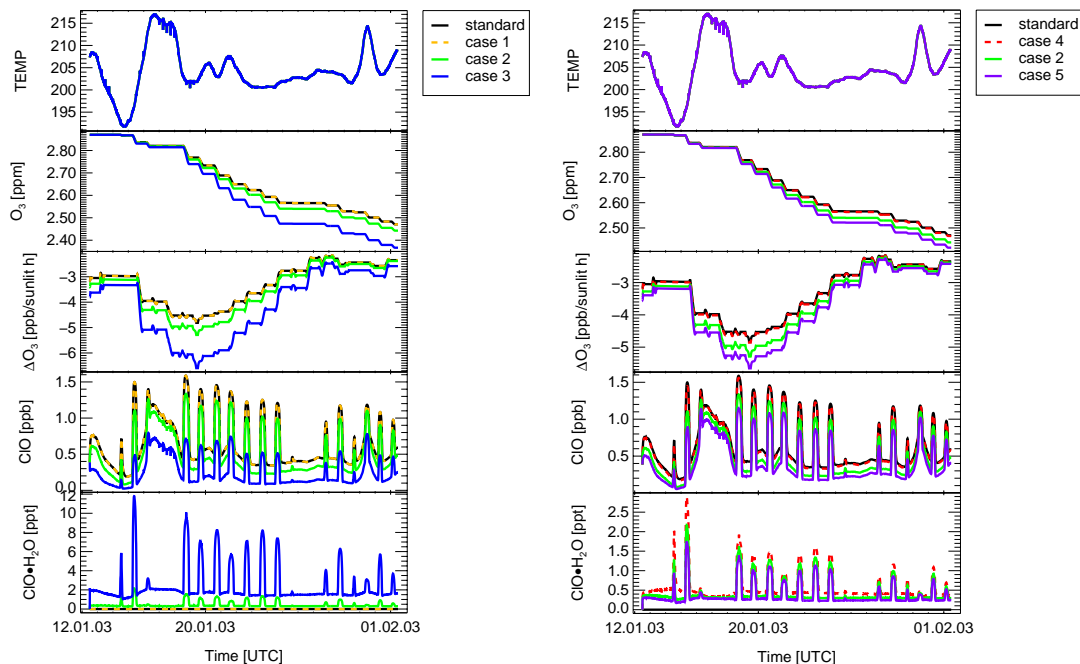 standard
case 1
case 2
case 3
215
210
205
200
195
TEMP
2.80
2.70
2.60
2.50
2.40
O3 [ppm]
−3
−4
−5
−6
ΔO3 [ppb/sunlit h]
1.5
1.0
0.5
0.0
ClO [ppb]
12
10
8
6
4
2
0
ClO•H2O [ppt]
12.01.03
20.01.03
01.02.03
Time [UTC]
standard
case 4
case 2
case 5
215
210
205
200
195
TEMP
2.80
2.70
2.60
2.50
O3 [ppm]
−3
−4
−5
ΔO3 [ppb/sunlit h]
1.5
1.0
0.5
ClO [ppb]
2.5
2.0
1.5
1.0
0.5
0.0
ClO•H2O [ppt]
12.01.03
20.01.03
01.02.03
Time [UTC]